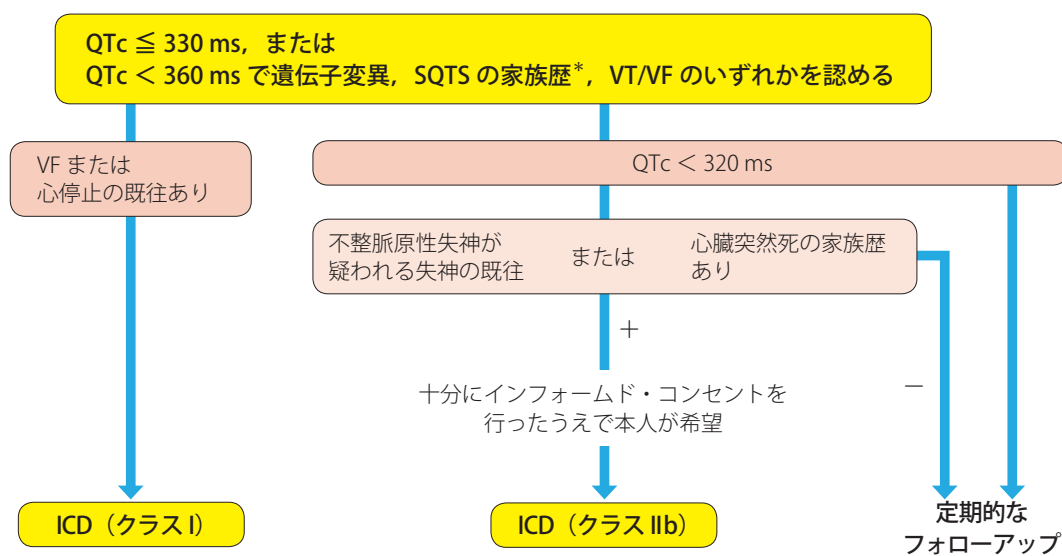 QTc ≦ 330 ms，または
QTc < 360 ms で遺伝子変異，SQTS の家族歴*，VT/VF のいずれかを認める
VF または
心停止の既往あり
QTc < 320 ms
不整脈原性失神が
疑われる失神の既往
または
心臓突然死の家族歴
あり
＋
－
十分にインフォームド・コンセントを
行ったうえで本人が希望
ICD（クラス I）
ICD（クラス IIb）
定期的な
フォローアップ